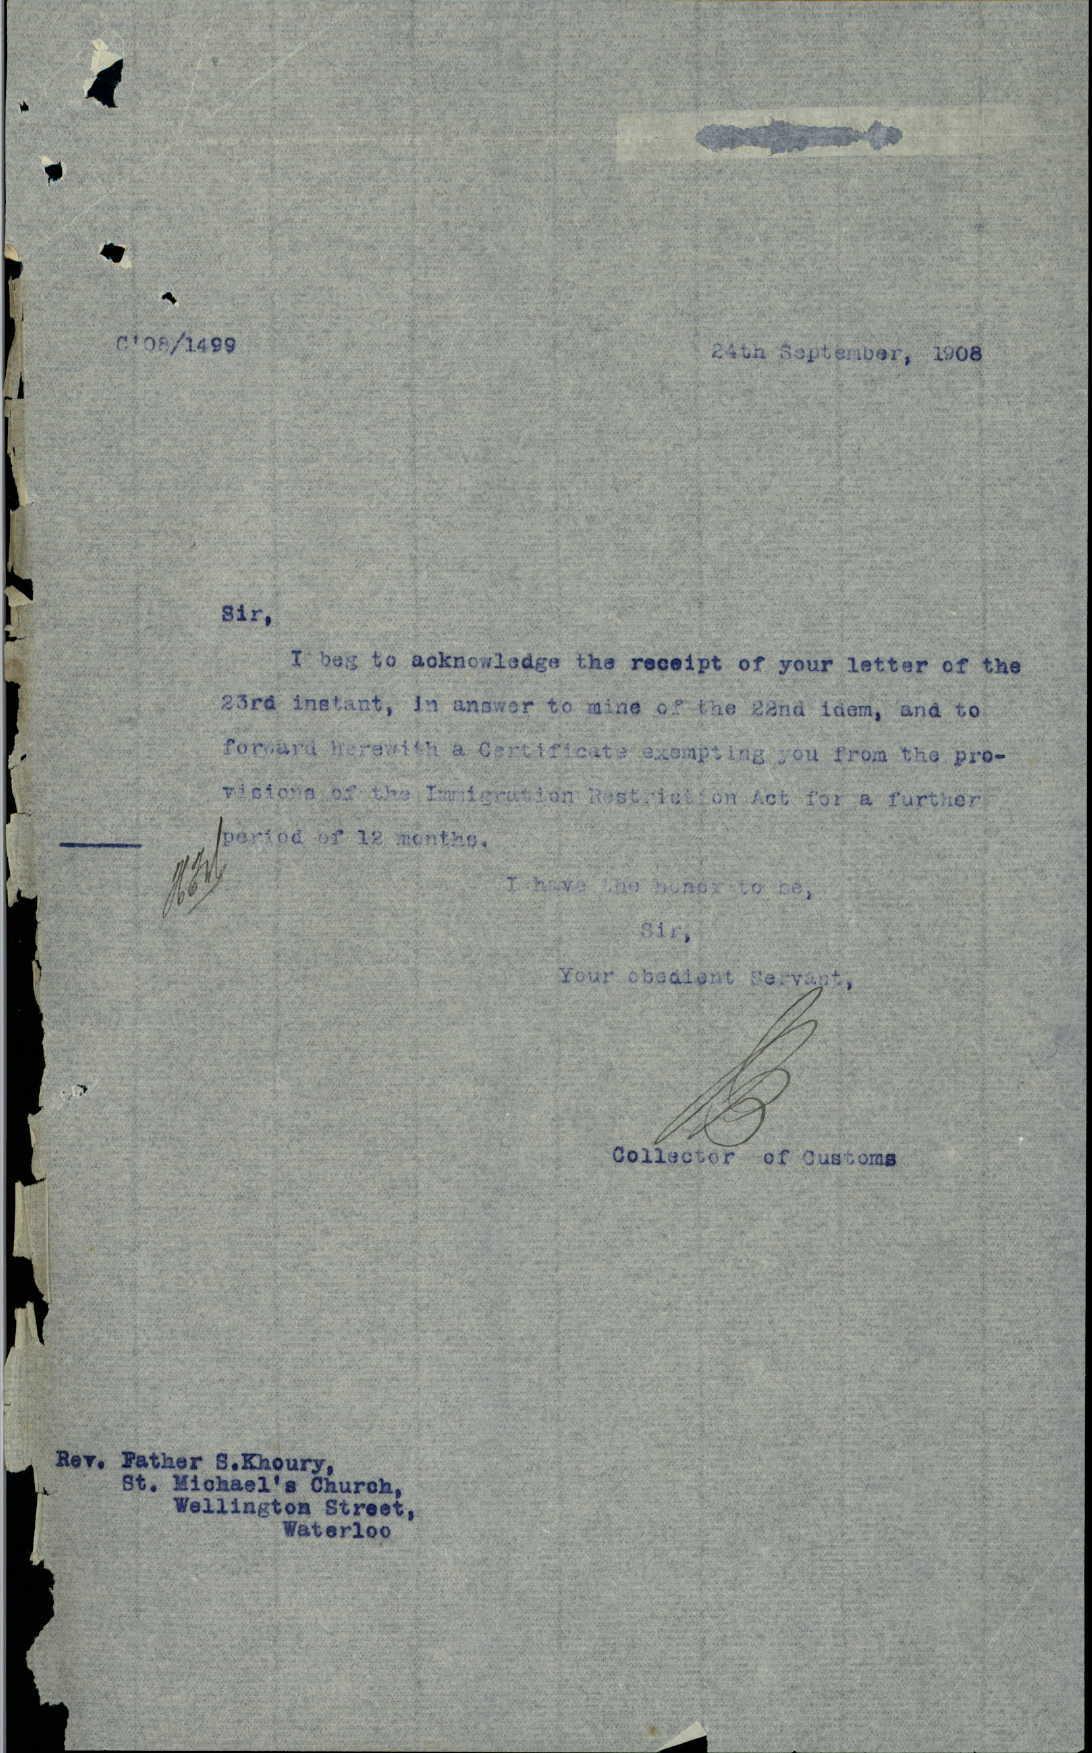 C'08/1499
24th September, 1908
Sir,
I beg to acknowledge the receipt of your letter of the
23rd instant, in answer to mine of the 22nd idem, and to
forward herewith a Certificate exempting you from the pro-
visions of the Immigration Restriction Act for a further
period of 12 months.
I have the honor to be,
Sir,
Your obedient Servant,
Collector of Customs
Rev. Father S.Khoury,
St. Michael's Church,
Wellington Street,
Waterloo